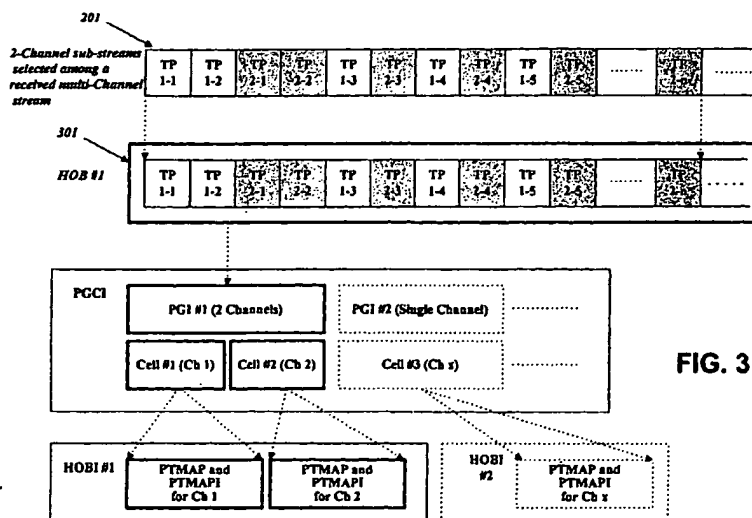 201
2-Channel sub-streams
selected among a
received multi-Channel
stream
TP 1-1
TP 1-2
TP 2-1
TP 2-2
TP 1-3
TP 2-3
TP 1-4
TP 2-4
TP 1-5
TP 2-5
......
TP
......
301
HOB #1
TP 1-1
TP 1-2
TP 2-1
TP 2-2
TP 1-3
TP 2-3
TP 1-4
TP 2-4
TP 1-5
TP 2-5
......
TP
......
PGCI
PGI #1 (2 Channels)
PGI #2 (Single Channel)
Cell #1 (Ch 1)
Cell #2 (Ch 2)
Cell #3 (Ch x)
FIG. 3
HOBI #1
PTMAP and
PTMAPI
for Ch 1
PTMAP and
PTMAPI
for Ch 2
HOBI
#2
PTMAP and
PTMAPI
for Ch x